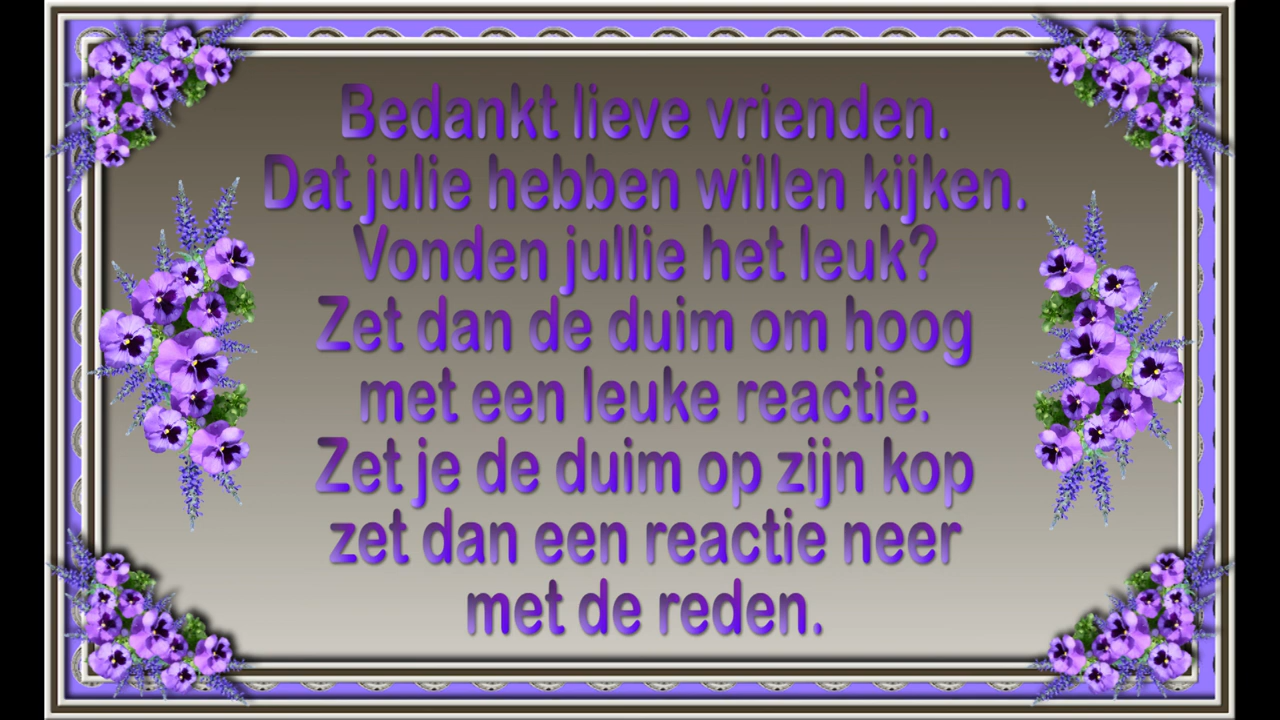 Bedankt lieve vrienden.
Dat julie hebben willen kijken.
Vonden jullie het leuk?
Zet dan de duim om hoog
met een leuke reactie.
Zet je de duim op zijn kop
zet dan een reactie neer
met de reden.